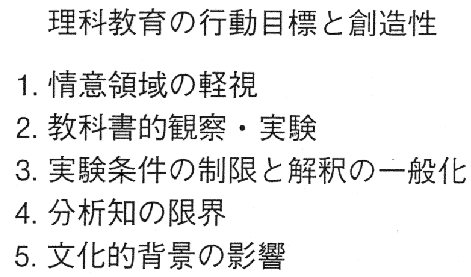 理科教育の行動目標と創造性
1. 情意領域の軽視
2. 教科書的観察・実験
3. 実験条件の制限と解釈の一般化
4. 分析知の限界
5. 文化的背景の影響